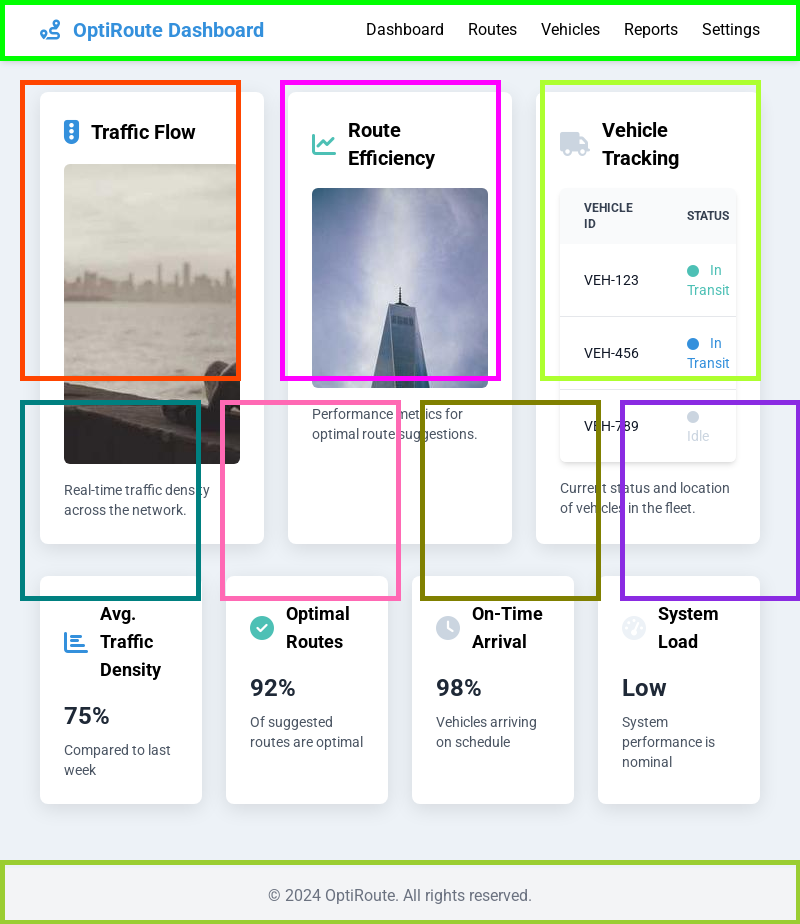 OptiRoute Dashboard
Dashboard Routes Vehicles Reports Settings
Traffic Flow
Real-time traffic density
across the network.
Route
Efficiency
Performance metrics for
optimal route suggestions.
Vehicle
Tracking
VEHICLE
ID
STATUS
VEH-123
In
Transit
VEH-456
In
Transit
VEH-789
Idle
Current status and location
of vehicles in the fleet.
Avg.
Traffic
Density
75%
Compared to last
week
Optimal
Routes
92%
Of suggested
routes are optimal
On-Time
Arrival
98%
Vehicles arriving
on schedule
System
Load
Low
System
performance is
nominal
© 2024 OptiRoute. All rights reserved.